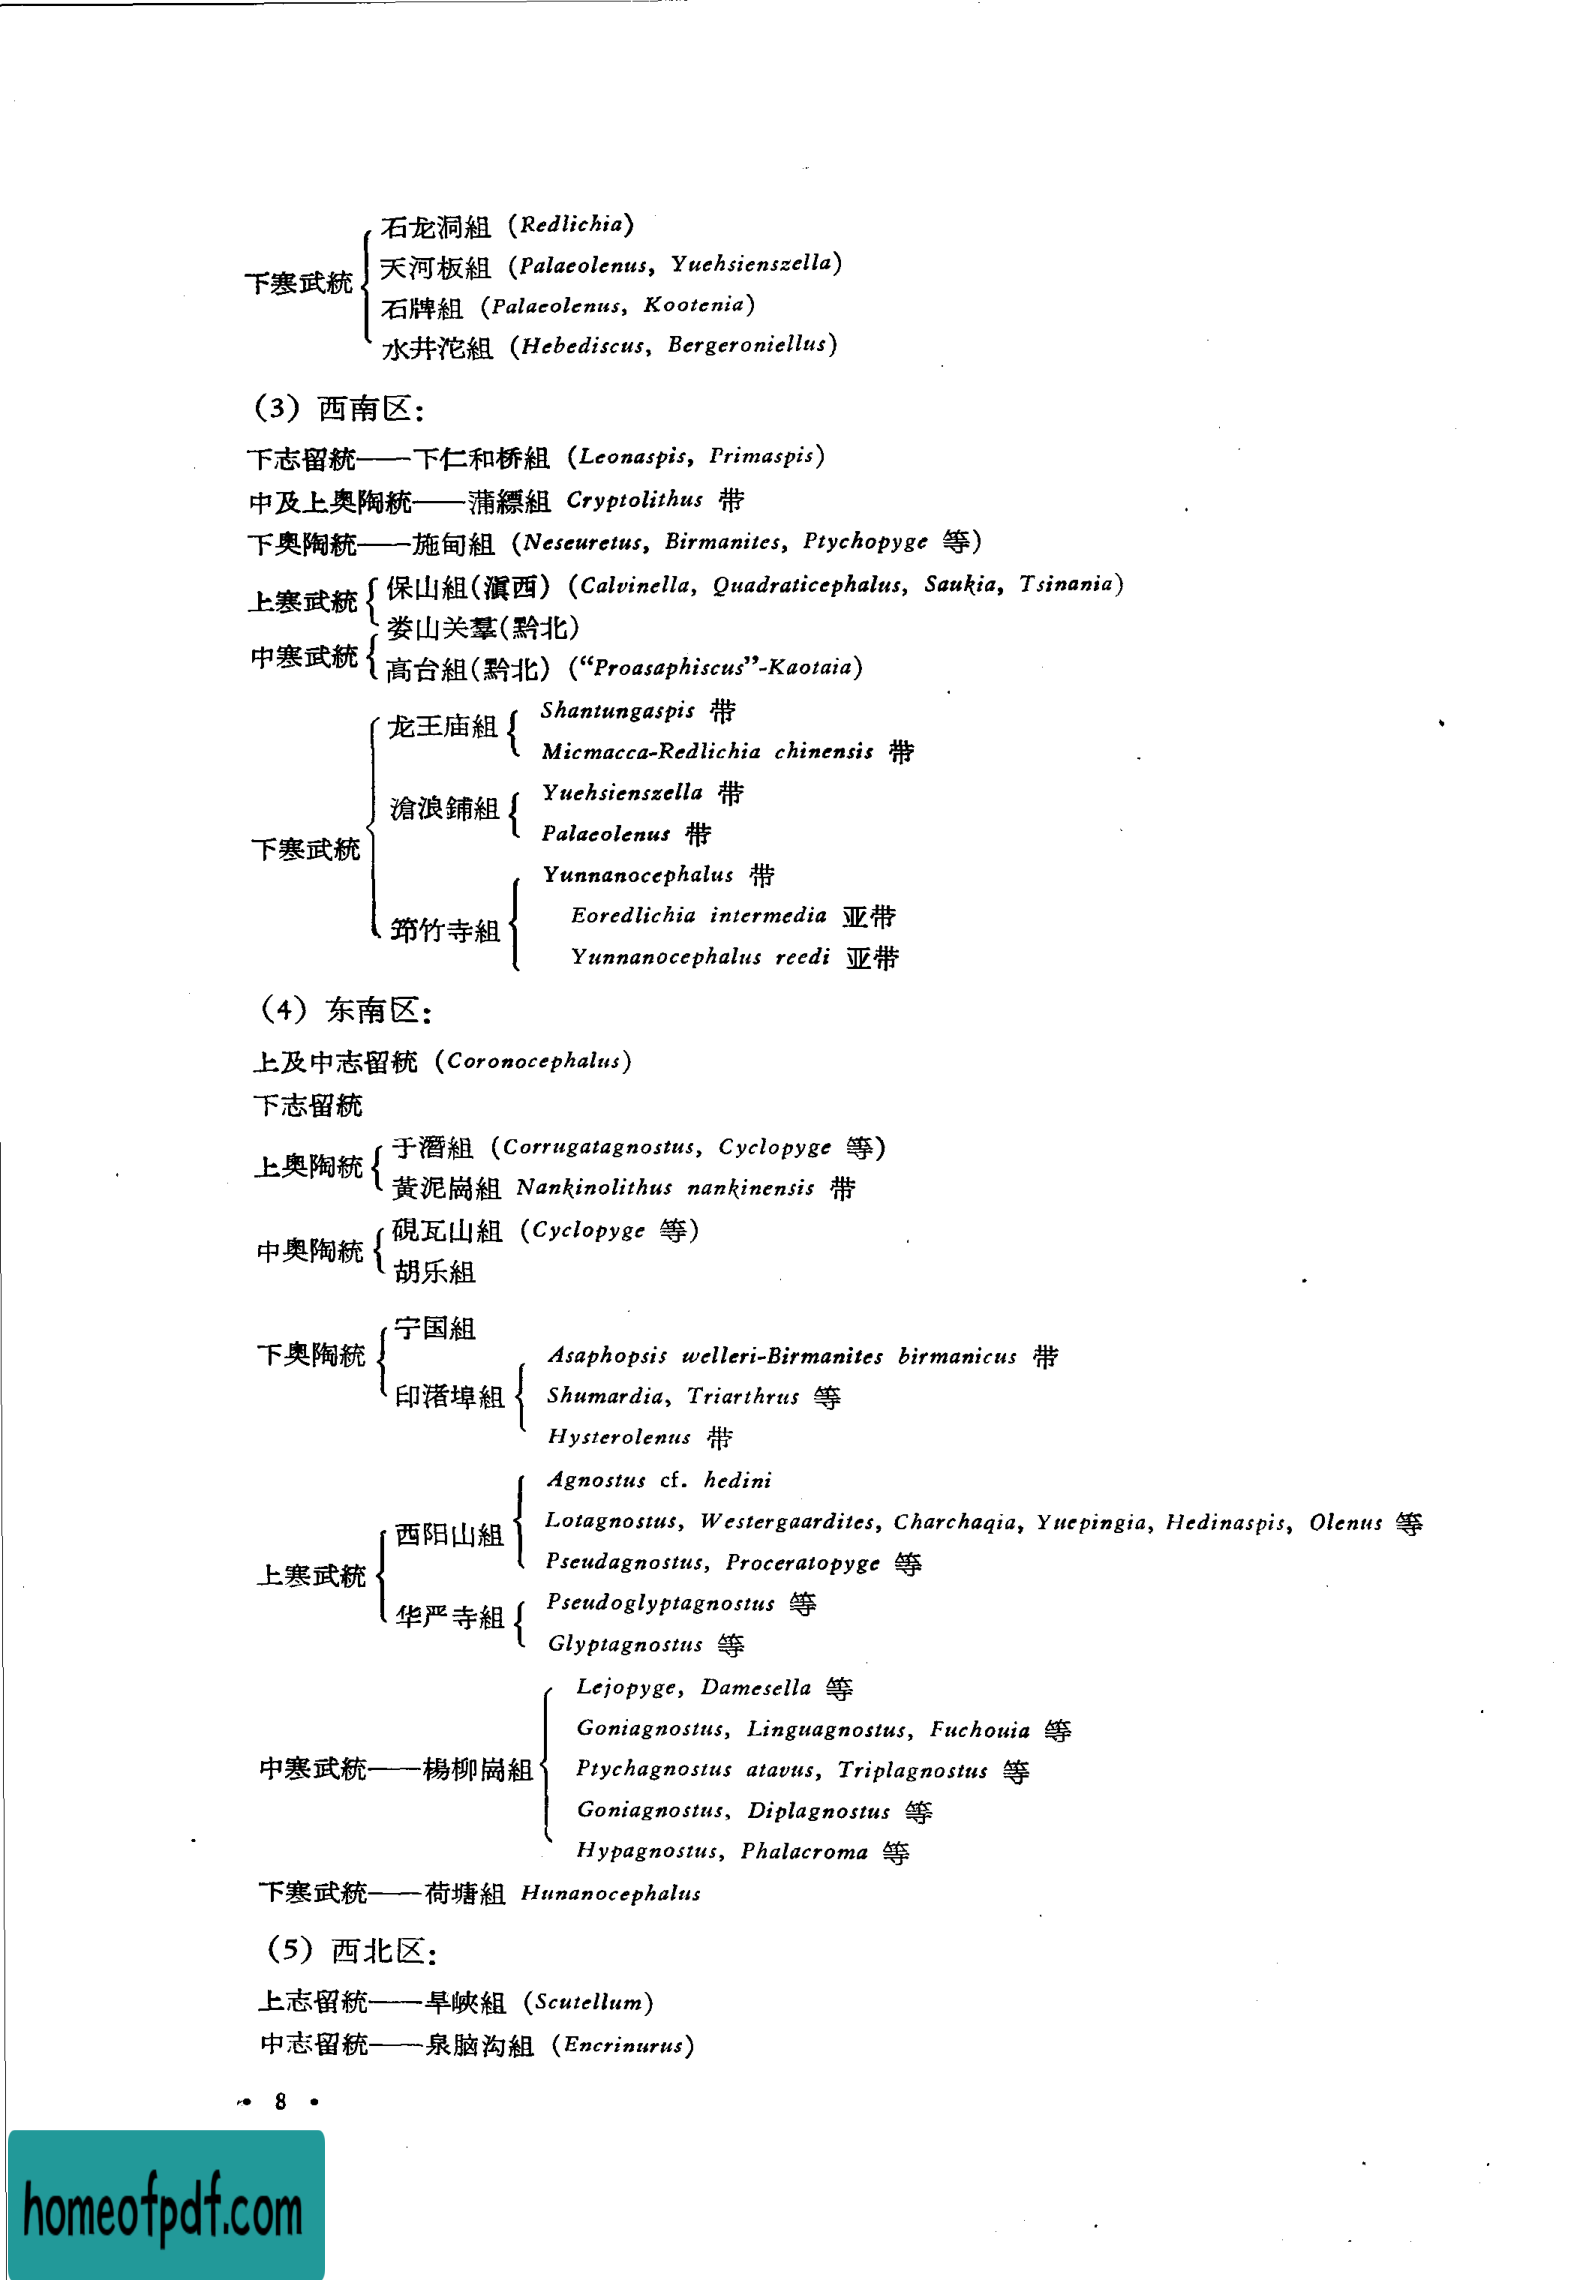 石龙洞組 (Redlichia)
天河板組 (Palaeolenus, Yuehsienszella)
下寒武統
石牌組 (Palaeolenus, Kootenia)
水井沱組 (Hebediscus, Bergeroniellus)
(3) 西南区:
下志留統——下仁和桥組 (Leonaspis, Primaspis)
中及上奥陶統——蒲縹組 Cryptolithus 带
下奥陶統——施甸組 (Neseuretus, Birmanites, Ptychopyge 等)
上寒武統 保山組(滇西) (Calvinella, Quadraticephalus, Saukia, Tsinania)
娄山关羣(黔北)
中寒武統
高台組(黔北) (“Proasaphiscus”-Kaotaia)
龙王庙組 Shantungaspis 带
Micmacca-Redlichia chinensis 带
滄浪鋪組 Yuehsienszella 带
Palaeolenus 带
下寒武統
Yunnanocephalus 带
筇竹寺組 Eoredlichia intermedia 亚带
Yunnanocephalus reedi 亚带
(4) 东南区:
上及中志留統 (Coronocephalus)
下志留統
上奥陶統 于潛組 (Corrugatagnostus, Cyclopyge 等)
黃泥崗組 Nankinolithus nankinensis 带
中奥陶統 硯瓦山組 (Cyclopyge 等)
胡乐組
下奥陶統 宁国組
Asaphopsis welleri-Birmanites birmanicus 带
印渚埠組 Shumardia, Triarthrus 等
Hysterolenus 带
Agnostus cf. hedini
西阳山組 Lotagnostus, Westergaardites, Charchaqia, Yuepingia, Hedinaspis, Olenus 等
Pseudagnostus, Proceratopyge 等
上寒武統
华严寺組 Pseudoglyptagnostus 等
Glyptagnostus 等
Lejopyge, Damesella 等
Goniagnostus, Linguagnostus, Fuchouia 等
中寒武統——楊柳崗組 Ptychagnostus atavus, Triplagnostus 等
Goniagnostus, Diplagnostus 等
Hypagnostus, Phalacroma 等
下寒武統——荷塘組 Hunanocephalus
(5) 西北区:
上志留統——旱峽組 (Scutellum)
中志留統——泉脑沟組 (Encrinurus)
• 8 •
homeofpdf.com